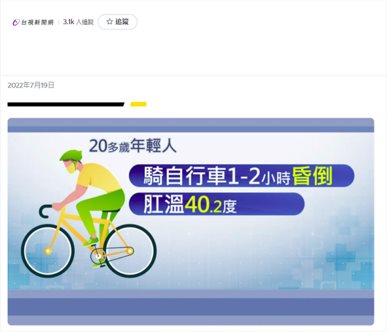 台視新聞網 3.1k 人追蹤 ☆ 追蹤
2022年7月19日
20多歲年輕人
騎自行車1-2小時昏倒
肛溫40.2度